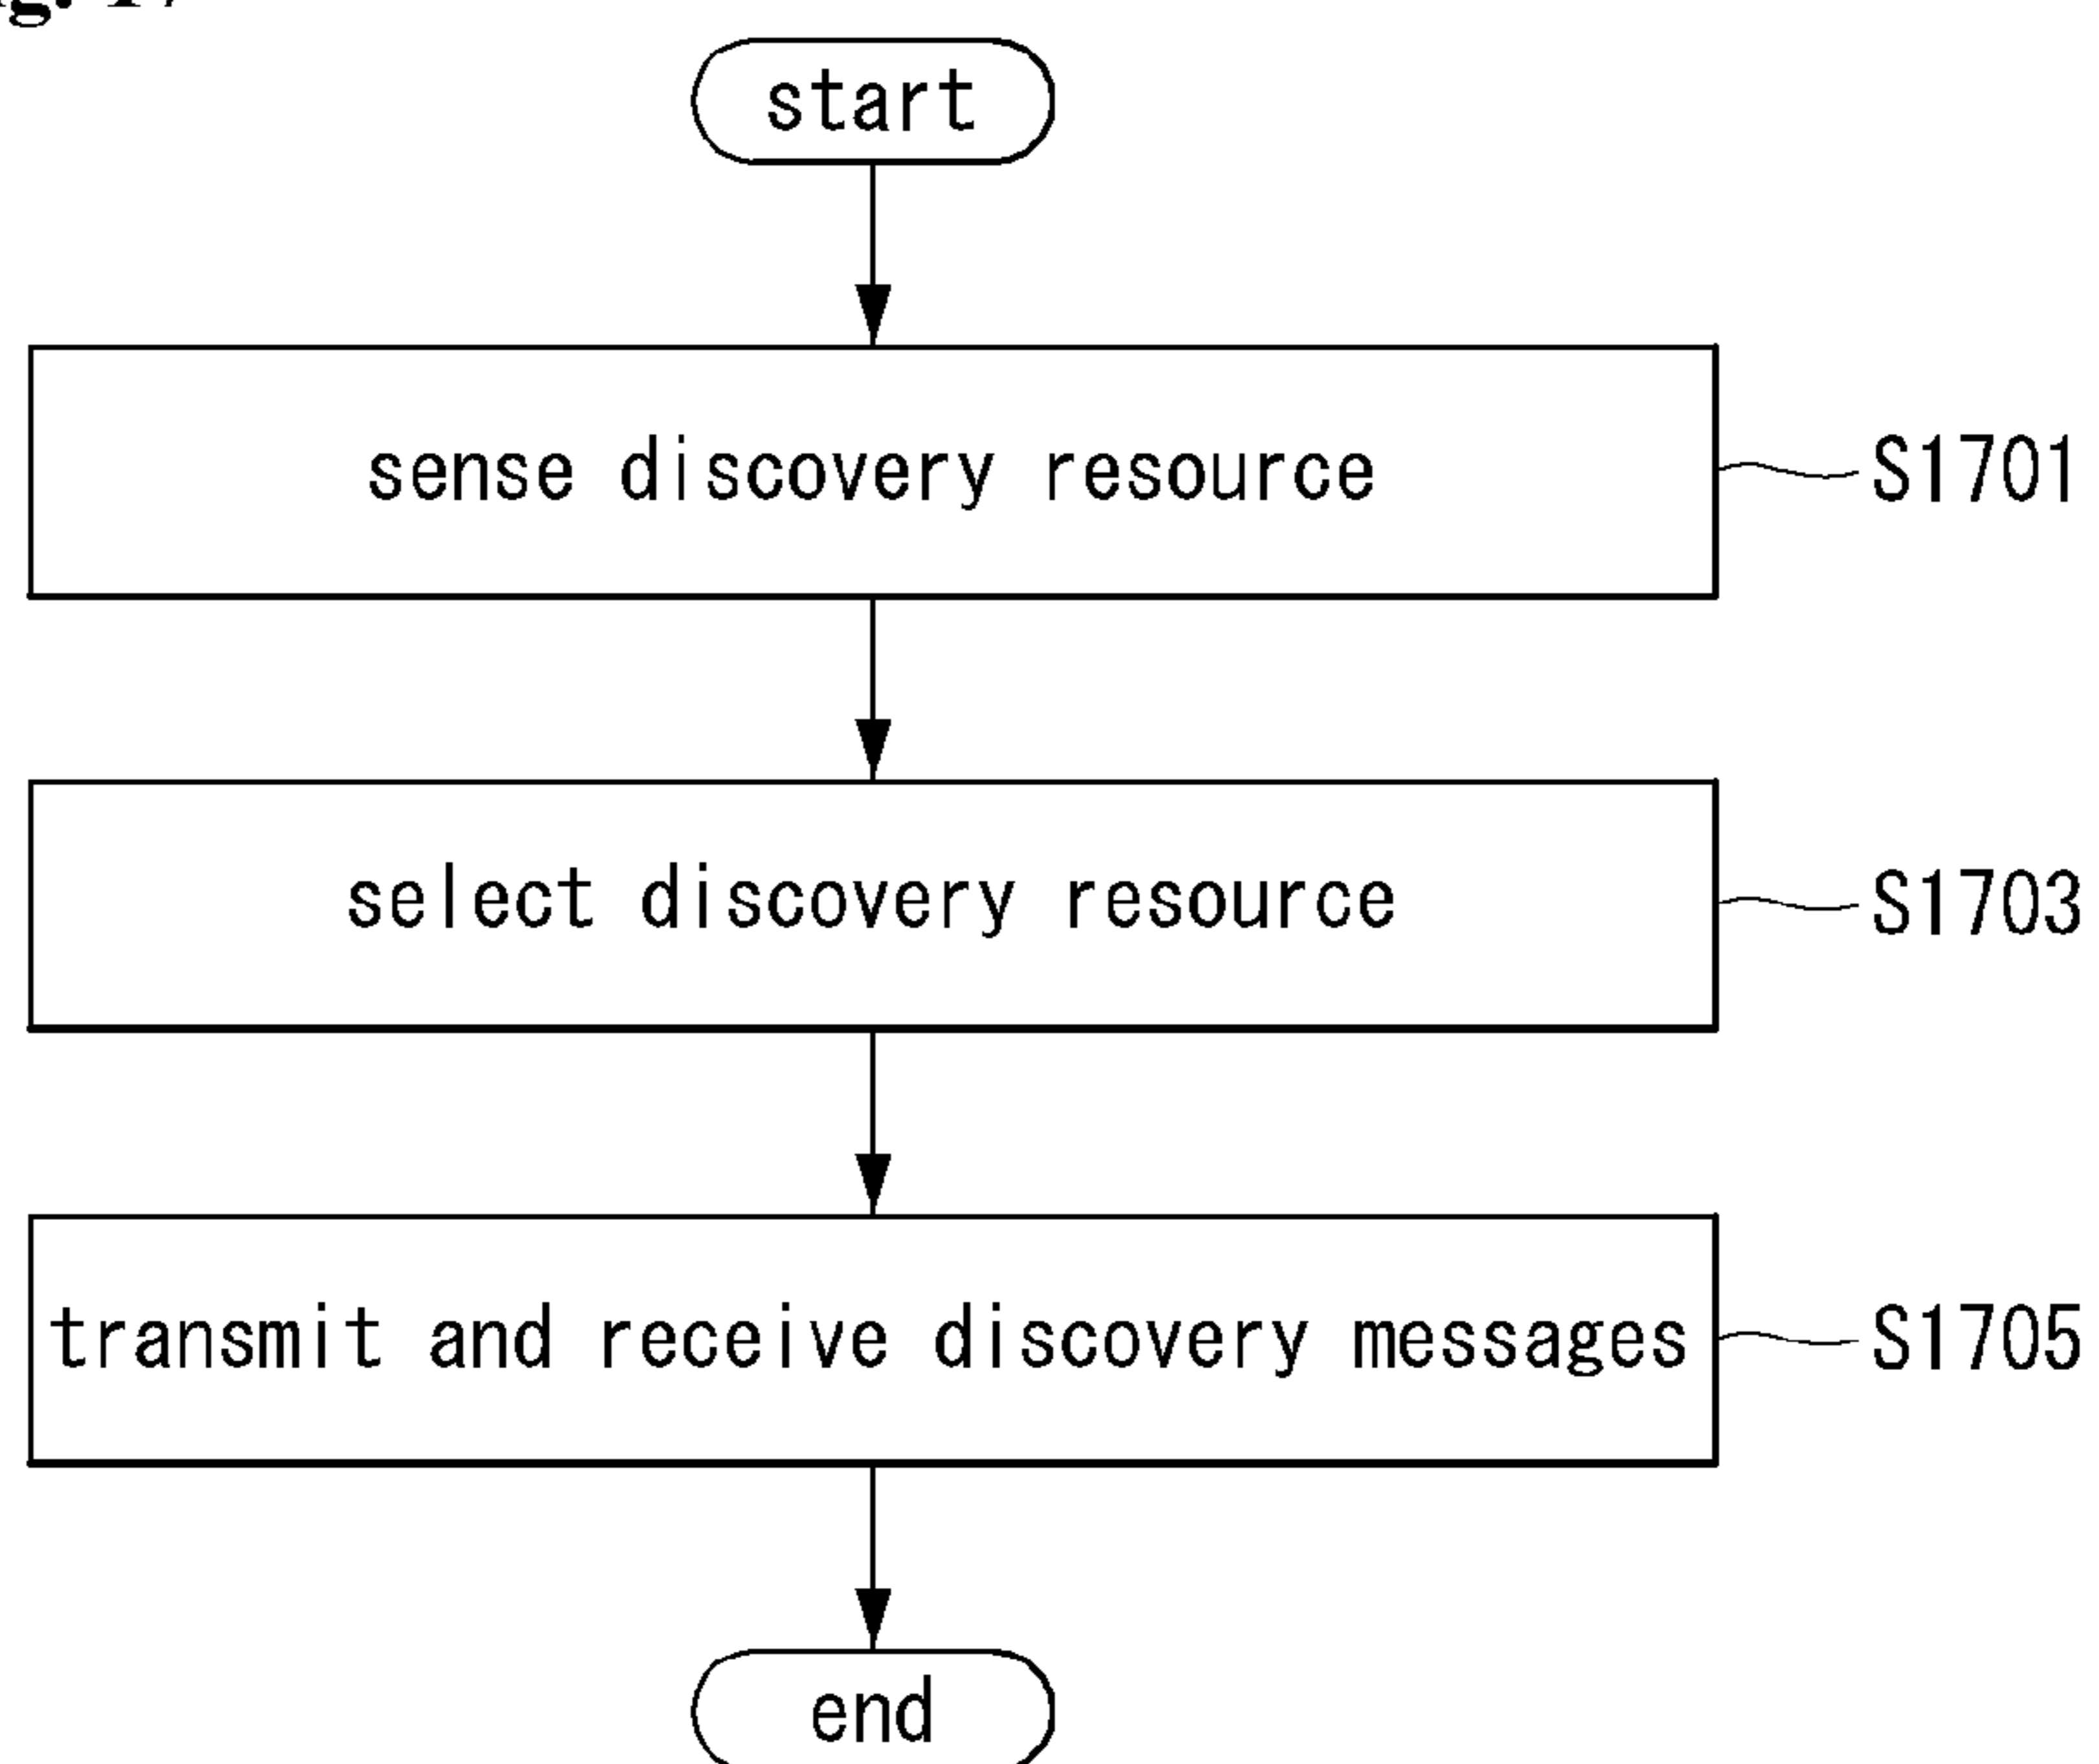 start
sense discovery resource
S1701
select discovery resource
S1703
transmit and receive discovery messages
S1705
end